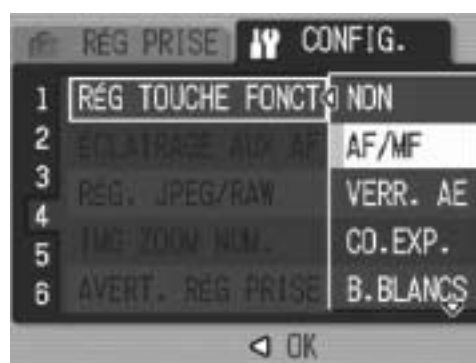 RÉG PRISE CONFIG.
1 RÉG TOUCHE FONCT NON
2 ÉCLAIRAGE AUX AF AF/MF
3 RÉG. JPEG/RAW VERR. AE
4 IMG ZOOM NUM. CO.EXP.
5
6 AVERT. RÉG PRISE B.BLANCS
OK